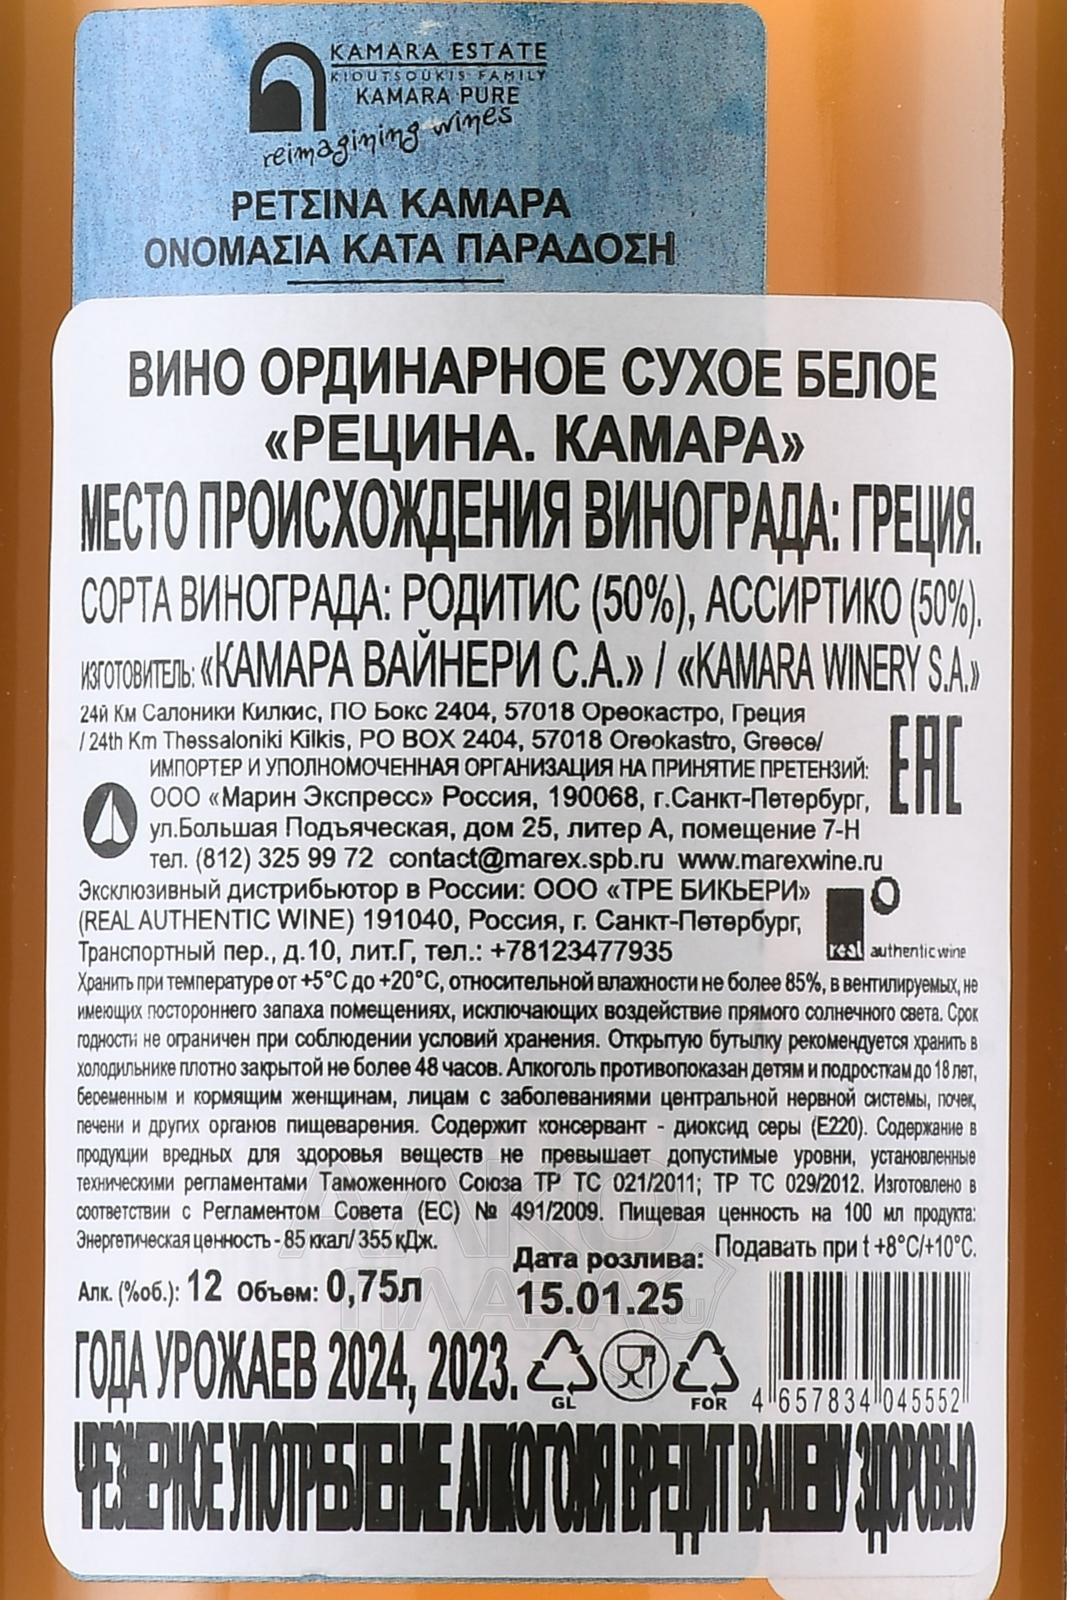 KAMARA ESTATE
KIOUTSOUKIS FAMILY
KAMARA PURE
reimagining wines
ΡΕΤΣΙΝΑ ΚΑΜΑΡΑ
ΟΝΟΜΑΣΙΑ ΚΑΤΑ ΠΑΡΑΔΟΣΗ
ВИНО ОРДИНАРНОЕ СУХОЕ БЕЛОЕ
«РЕЦИНА. КАМАРА»
МЕСТО ПРОИСХОЖДЕНИЯ ВИНОГРАДА: ГРЕЦИЯ.
СОРТА ВИНОГРАДА: РОДИТИС (50%), АССИРТИКО (50%).
ИЗГОТОВИТЕЛЬ: «КАМАРА ВАЙНЕРИ С.А.» / «KAMARA WINERY S.A.»
24й Км Салоники Килкис, ПО Бокс 2404, 57018 Ореокастро, Греция
/ 24th Km Thessaloniki Kilkis, PO BOX 2404, 57018 Oreokastro, Greece/
ИМПОРТЕР И УПОЛНОМОЧЕННАЯ ОРГАНИЗАЦИЯ НА ПРИНЯТИЕ ПРЕТЕНЗИЙ:
ООО «Марин Экспресс» Россия, 190068, г.Санкт-Петербург,
ул.Большая Подъяческая, дом 25, литер А, помещение 7-Н
тел. (812) 325 99 72 contact@marex.spb.ru www.marexwine.ru
EAC
Эксклюзивный дистрибьютор в России: ООО «ТРЕ БИКЬЕРИ»
(REAL AUTHENTIC WINE) 191040, Россия, г. Санкт-Петербург,
Транспортный пер., д.10, лит.Г, тел.: +78123477935
real authentic wine
Хранить при температуре от +5°С до +20°С, относительной влажности не более 85%, в вентилируемых, не
имеющих постороннего запаха помещениях, исключающих воздействие прямого солнечного света. Срок
годности не ограничен при соблюдении условий хранения. Открытую бутылку рекомендуется хранить в
холодильнике плотно закрытой не более 48 часов. Алкоголь противопоказан детям и подросткам до 18 лет,
беременным и кормящим женщинам, лицам с заболеваниями центральной нервной системы, почек,
печени и других органов пищеварения. Содержит консервант - диоксид серы (Е220). Содержание в
продукции вредных для здоровья веществ не превышает допустимые уровни, установленные
техническими регламентами Таможенного Союза ТР ТС 021/2011; ТР ТС 029/2012. Изготовлено в
соответствии с Регламентом Совета (ЕС) № 491/2009. Пищевая ценность на 100 мл продукта:
Энергетическая ценность - 85 ккал/ 355 кДж.
Подавать при t +8°С/+10°С.
Дата розлива:
15.01.25
Алк. (%об.): 12 Объем: 0,75л
ГОДА УРОЖАЕВ 2024, 2023.
GL
FOR
4 657834 045552
ЧРЕЗМЕРНОЕ УПОТРЕБЛЕНИЕ АЛКОГОЛЯ ВРЕДИТ ВАШЕМУ ЗДОРОВЬЮ
АЛКО
ПЛАЗА.ru